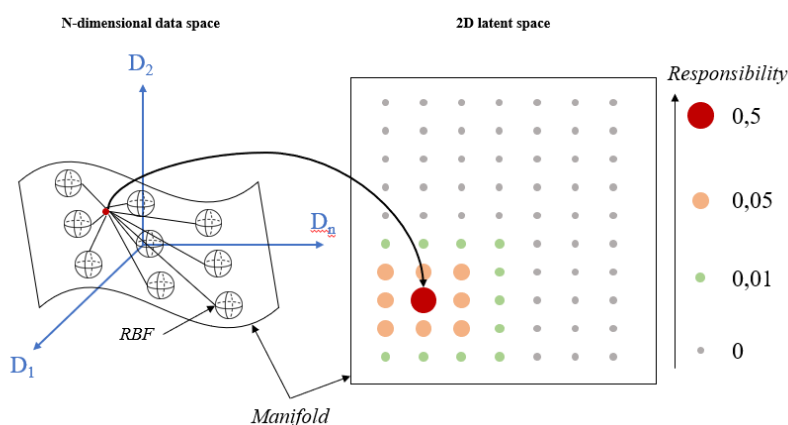 N-dimensional data space
2D latent space
D2
Responsibility
0,5
0,05
Dn
0,01
RBF
0
D1
Manifold